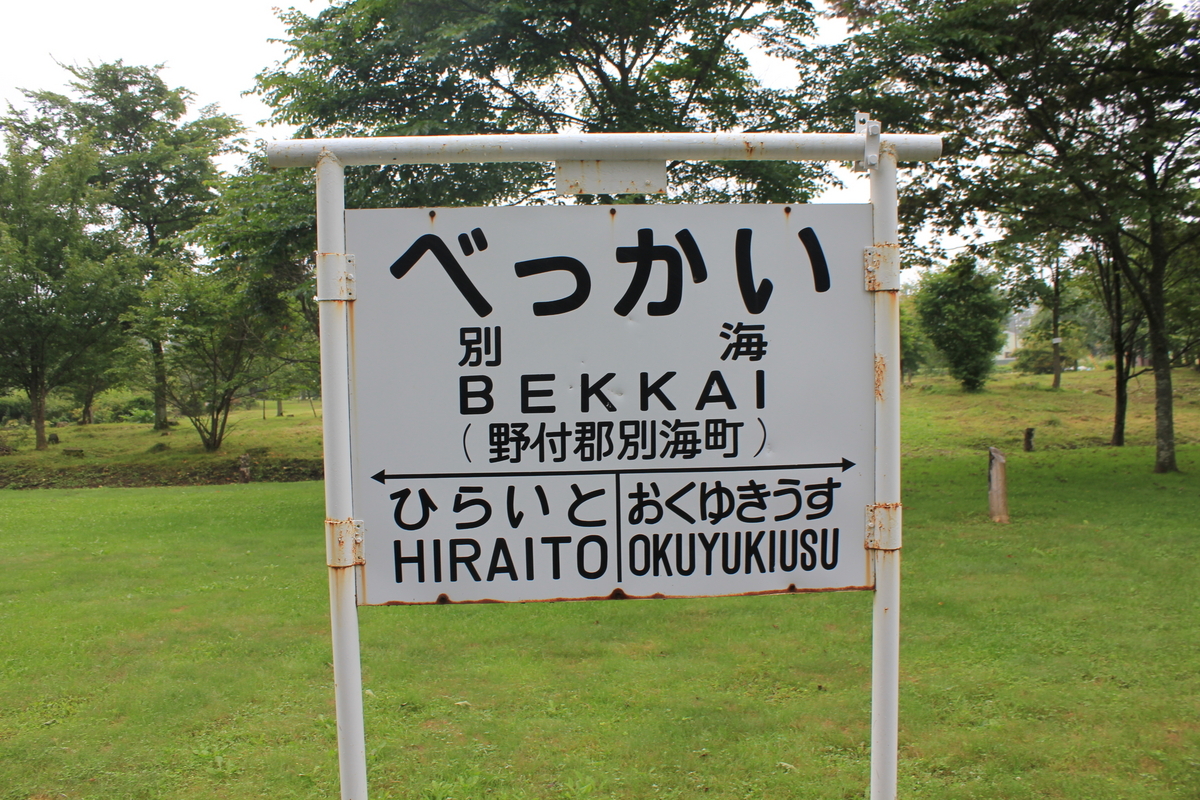 べっかい
別 海
BEKKAI
(野付郡別海町)
ひらいと おくゆきうす
HIRAITO OKUYUKIUSU